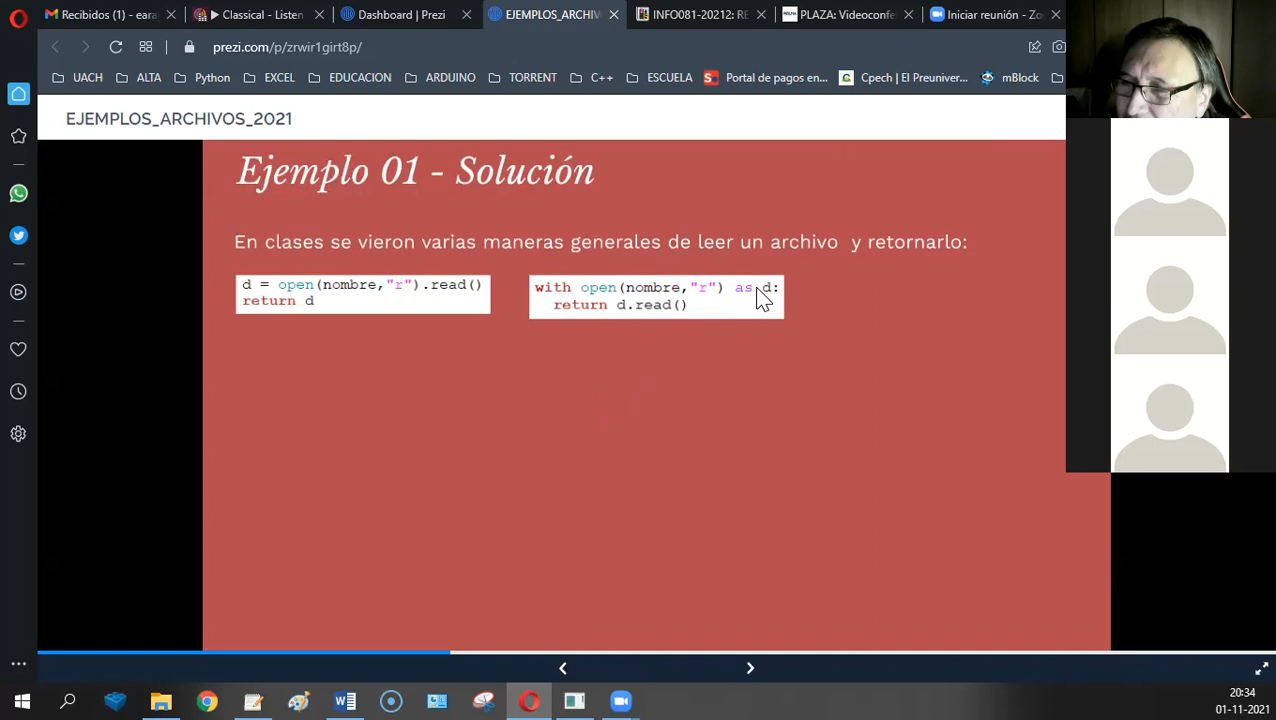 Recibidos (1) - eara
Classical - Listen
Dashboard | Prezi
EJEMPLOS_ARCHIV
INFO081-20212: RE
PLAZA: Videoconfe
Iniciar reunión - Zoo
prezi.com/p/zrwir1girt8p/
UACH
ALTA
Python
EXCEL
EDUCACION
ARDUINO
TORRENT
C++
ESCUELA
Portal de pagos en...
Cpech | El Preuniver...
mBlock
EJEMPLOS_ARCHIVOS_2021
Ejemplo 01 - Solución
En clases se vieron varias maneras generales de leer un archivo y retornarlo:
d = open(nombre,"r").read()
return d
with open(nombre,"r") as d:
return d.read()
20:34
01-11-2021